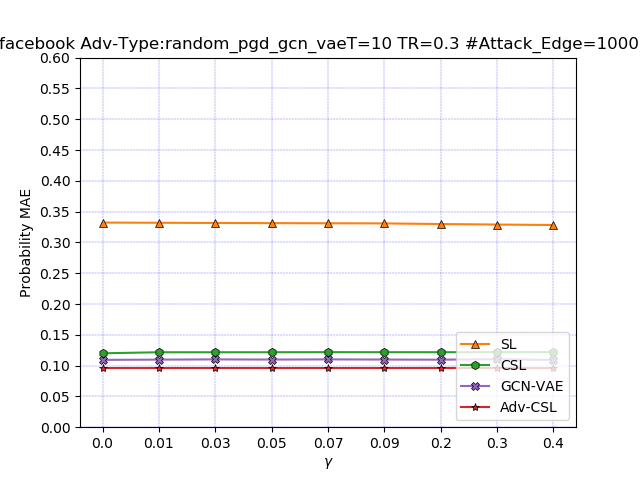 facebook Adv-Type:random_pgd_gcn_vaeT=10 TR=0.3 #Attack_Edge=1000
0.60
0.55
0.50
0.45
0.40
0.35
0.30
0.25
0.20
0.15
0.10
0.05
0.00
Probability MAE
SL
CSL
GCN-VAE
Adv-CSL
0.0 0.01 0.03 0.05 0.07 0.09 0.2 0.3 0.4
γ